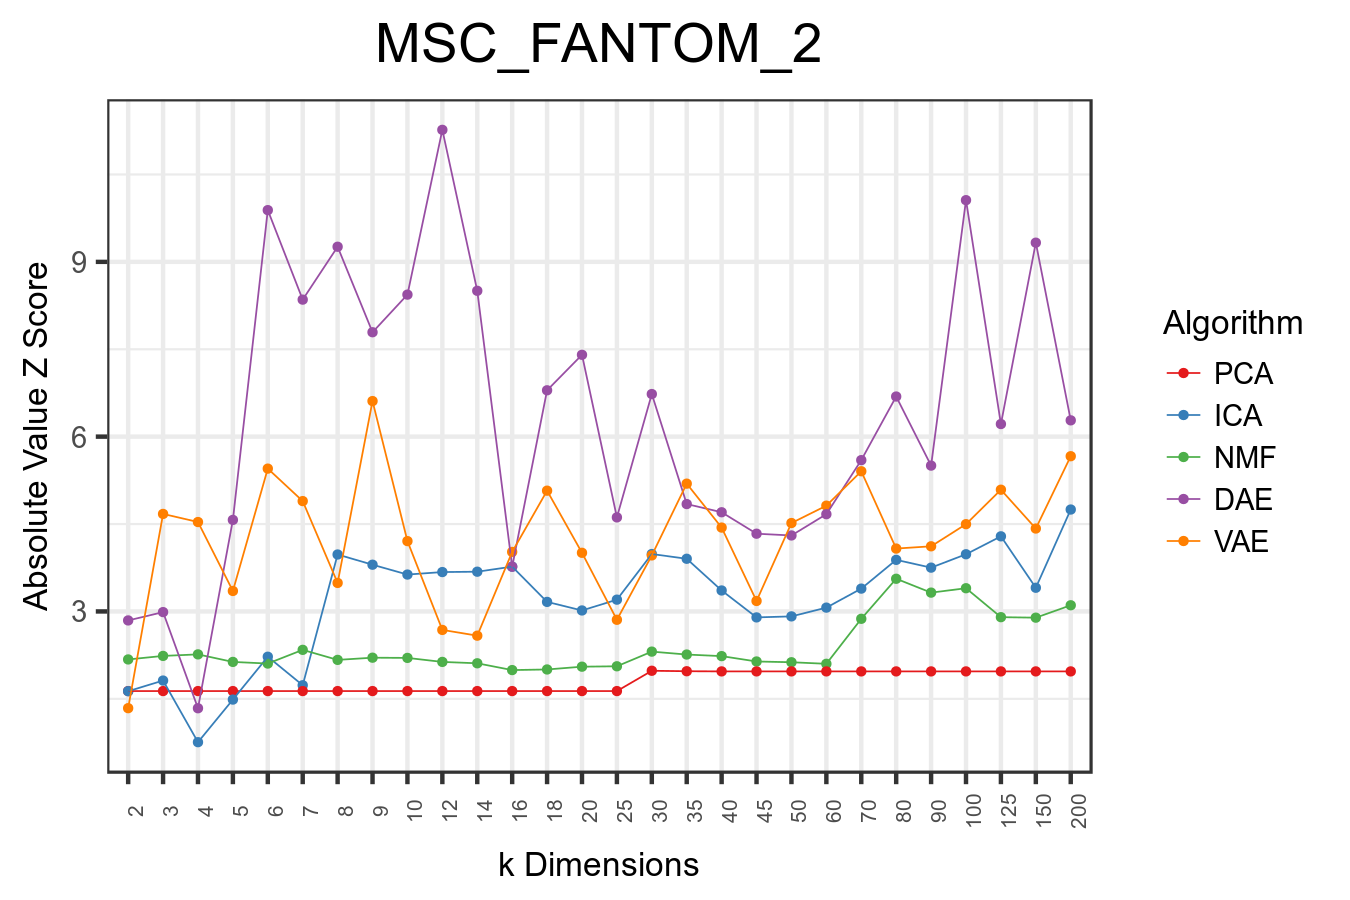 MSC_FANTOM_2
Absolute Value Z Score
9
6
3
2 3 4 5 6 7 8 9 10 12 14 16 18 20 25 30 35 40 45 50 60 70 80 90 100 125 150 200
k Dimensions
Algorithm
PCA
ICA
NMF
DAE
VAE